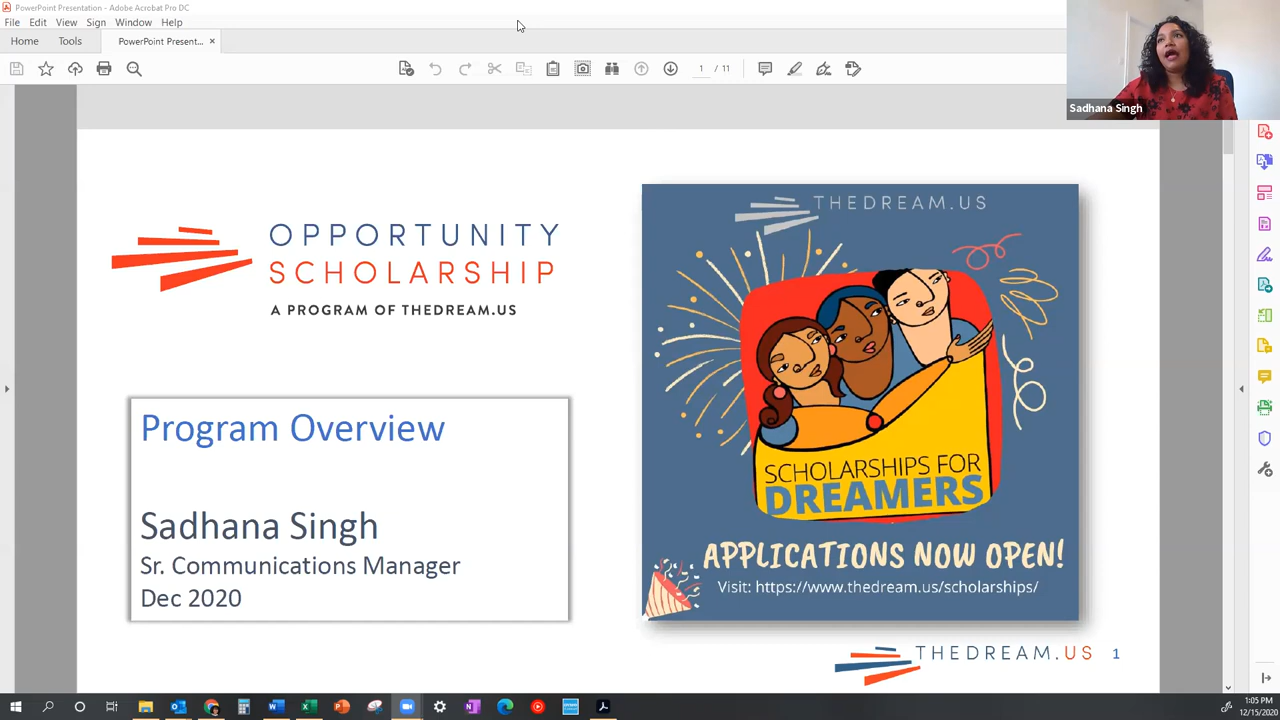 PowerPoint Presentation - Adobe Acrobat Pro DC
File Edit View Sign Window Help
Home Tools PowerPoint Present... ×
1 / 11
Sadhana Singh
OPPORTUNITY
SCHOLARSHIP
A PROGRAM OF THEDREAM.US
Program Overview
Sadhana Singh
Sr. Communications Manager
Dec 2020
THEDREAM.US
SCHOLARSHIPS FOR
DREAMERS
APPLICATIONS NOW OPEN!
Visit: https://www.thedream.us/scholarships/
THEDREAM.US 1
1:05 PM
12/15/2020